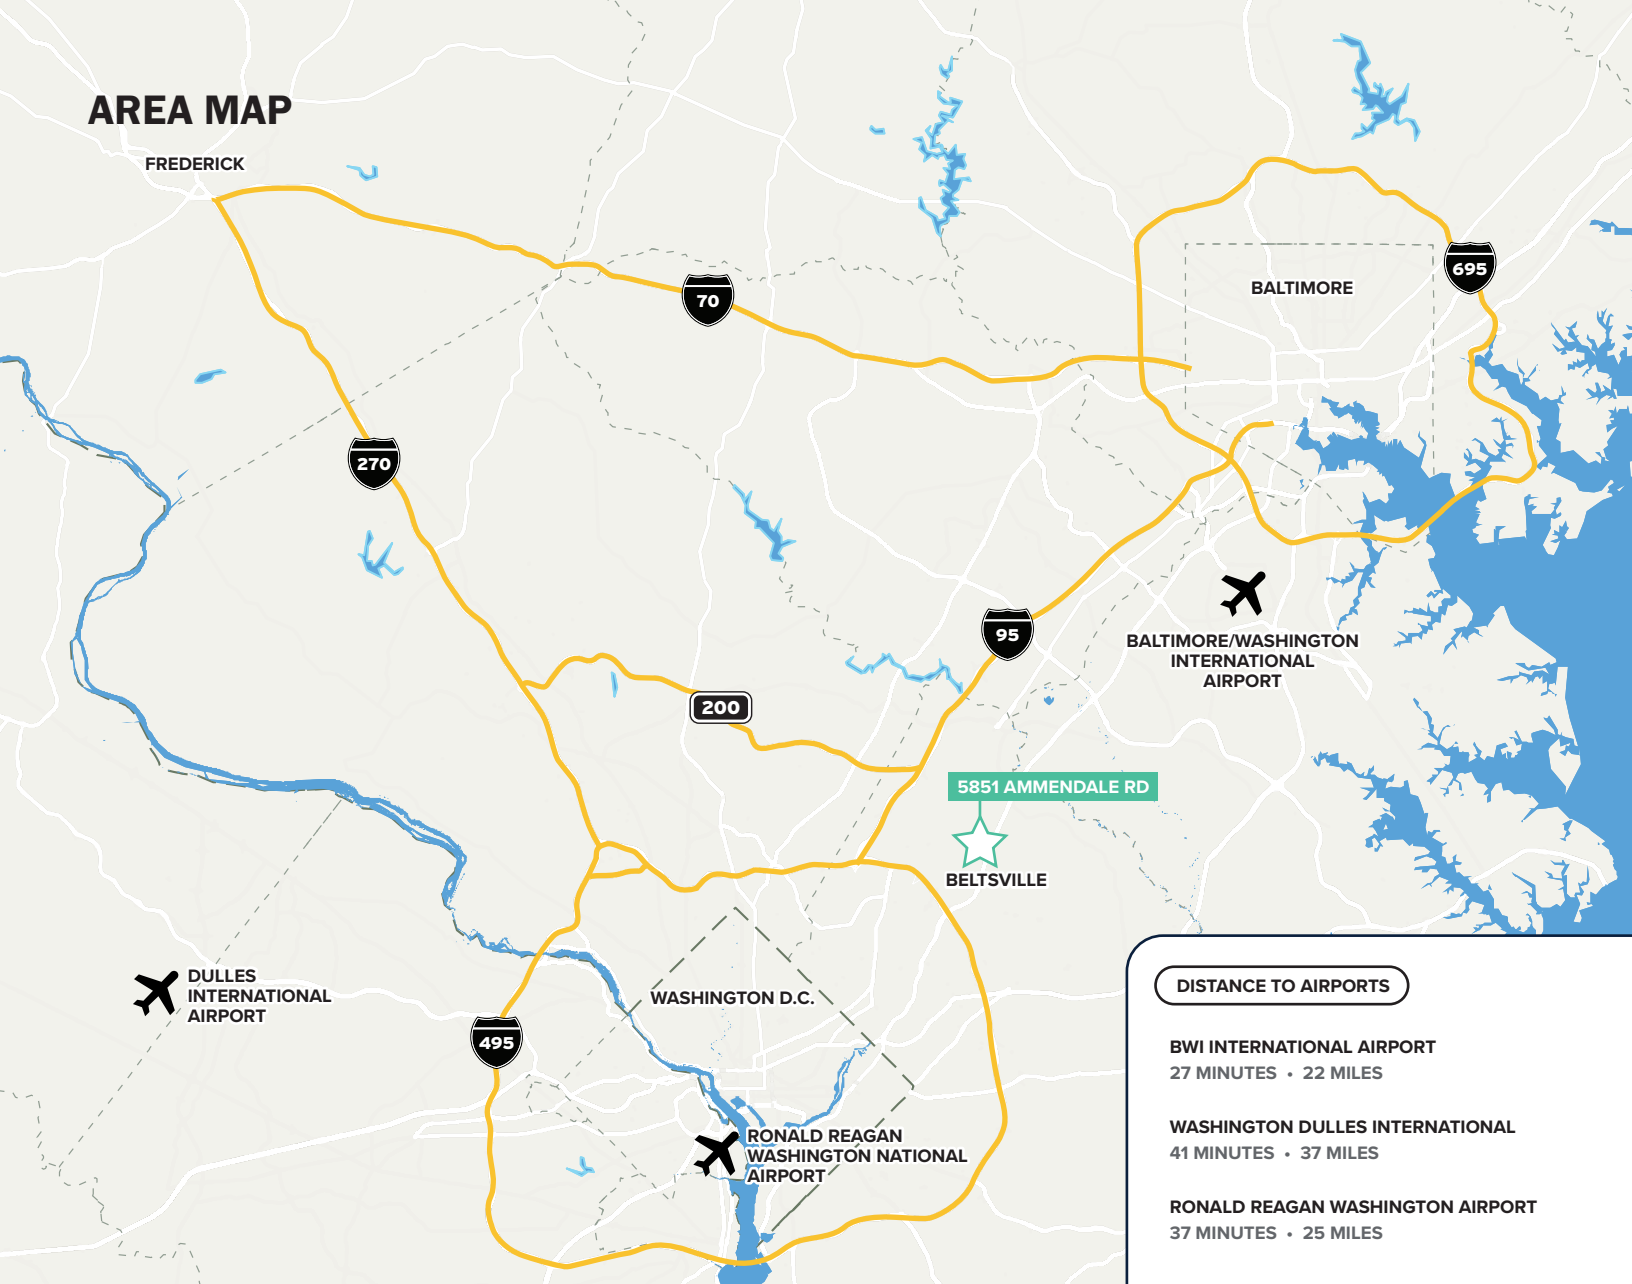 AREA MAP
FREDERICK
70
695
BALTIMORE
270
95
BALTIMORE/WASHINGTON
INTERNATIONAL
AIRPORT
200
5851 AMMENDALE RD
BELTSVILLE
DULLES
INTERNATIONAL
AIRPORT
WASHINGTON D.C.
495
RONALD REAGAN
WASHINGTON NATIONAL
AIRPORT
DISTANCE TO AIRPORTS
BWI INTERNATIONAL AIRPORT
27 MINUTES • 22 MILES
WASHINGTON DULLES INTERNATIONAL
41 MINUTES • 37 MILES
RONALD REAGAN WASHINGTON AIRPORT
37 MINUTES • 25 MILES